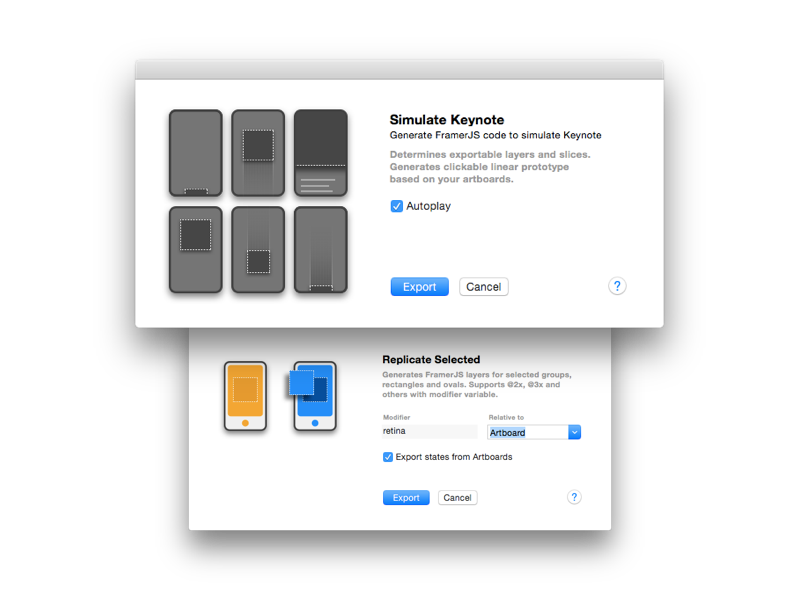 Simulate Keynote
Generate FramerJS code to simulate Keynote
Determines exportable layers and slices.
Generates clickable linear prototype
based on your artboards.
Autoplay
Export
Cancel
?
Replicate Selected
Generates FramerJS layers for selected groups,
rectangles and ovals. Supports @2x, @3x and
others with modifier variable.
Modifier
Relative to
retina
Artboard
Export states from Artboards
Export
Cancel
?